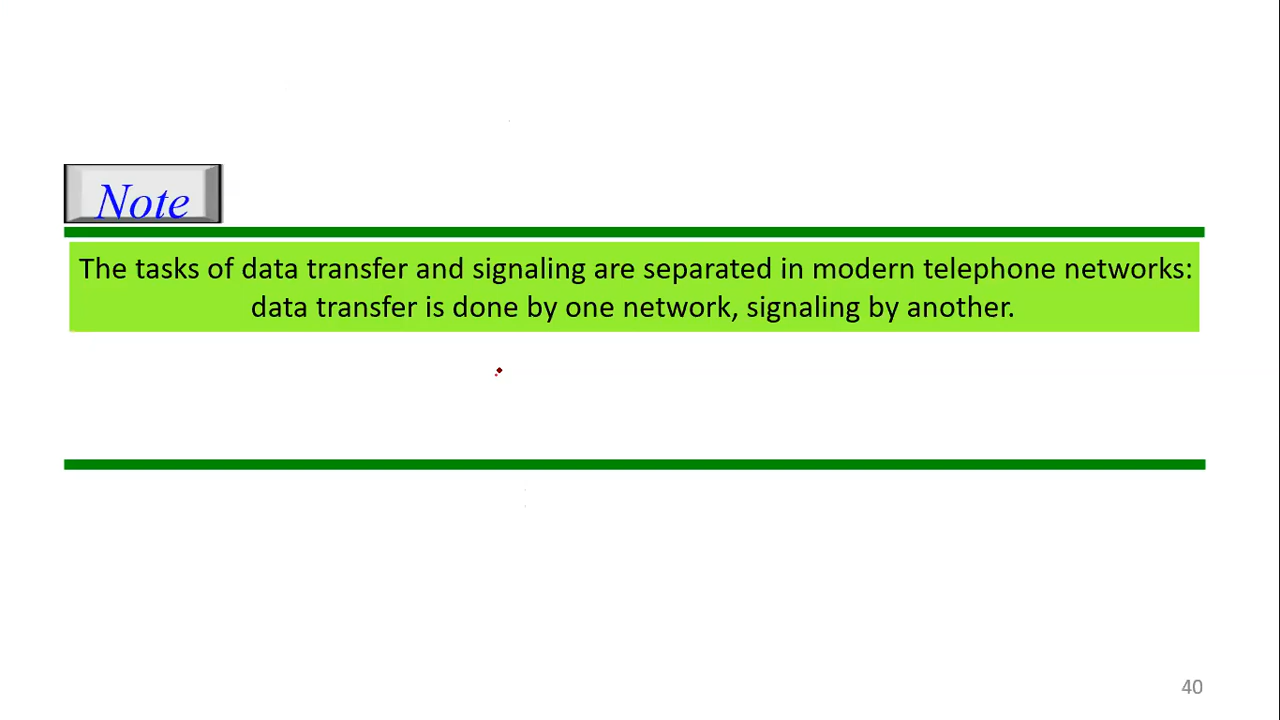 Note
The tasks of data transfer and signaling are separated in modern telephone networks:
data transfer is done by one network, signaling by another.
40